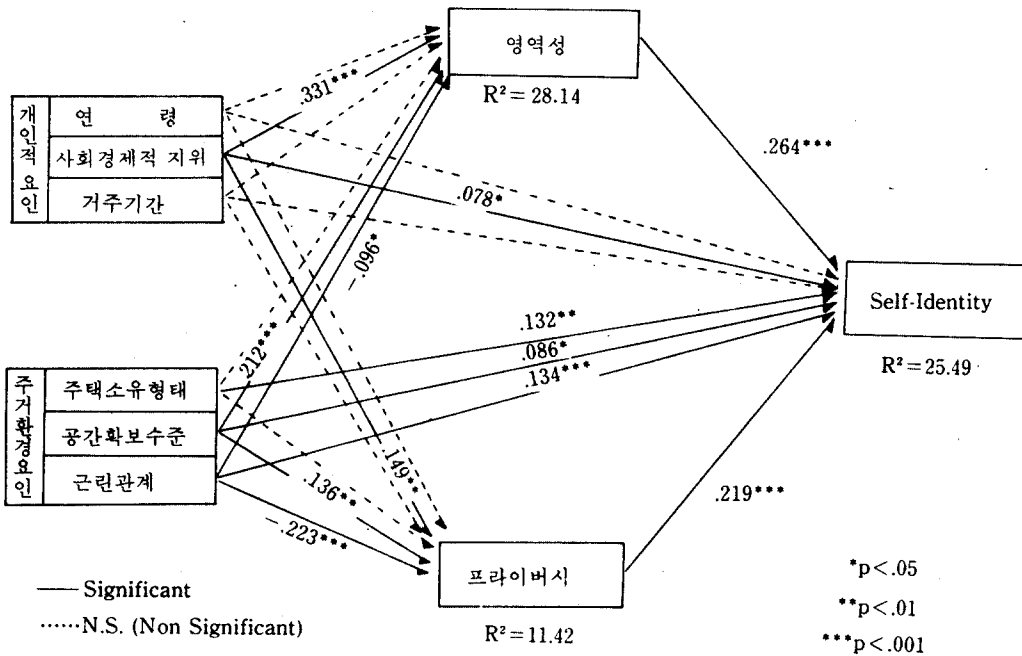 영역성
R² = 28.14
.331***
개인적 요인
연 령
사회경제적 지위
거주기간
.264***
.078*
-.096*
Self-Identity
R² = 25.49
.132**
.086*
.134***
.212***
주거환경요인
주택소유형태
공간확보수준
근린관계
.149**
.136**
-.223***
.219***
프라이버시
R² = 11.42
— Significant
······N.S. (Non Significant)
*p<.05
**p<.01
***p<.001